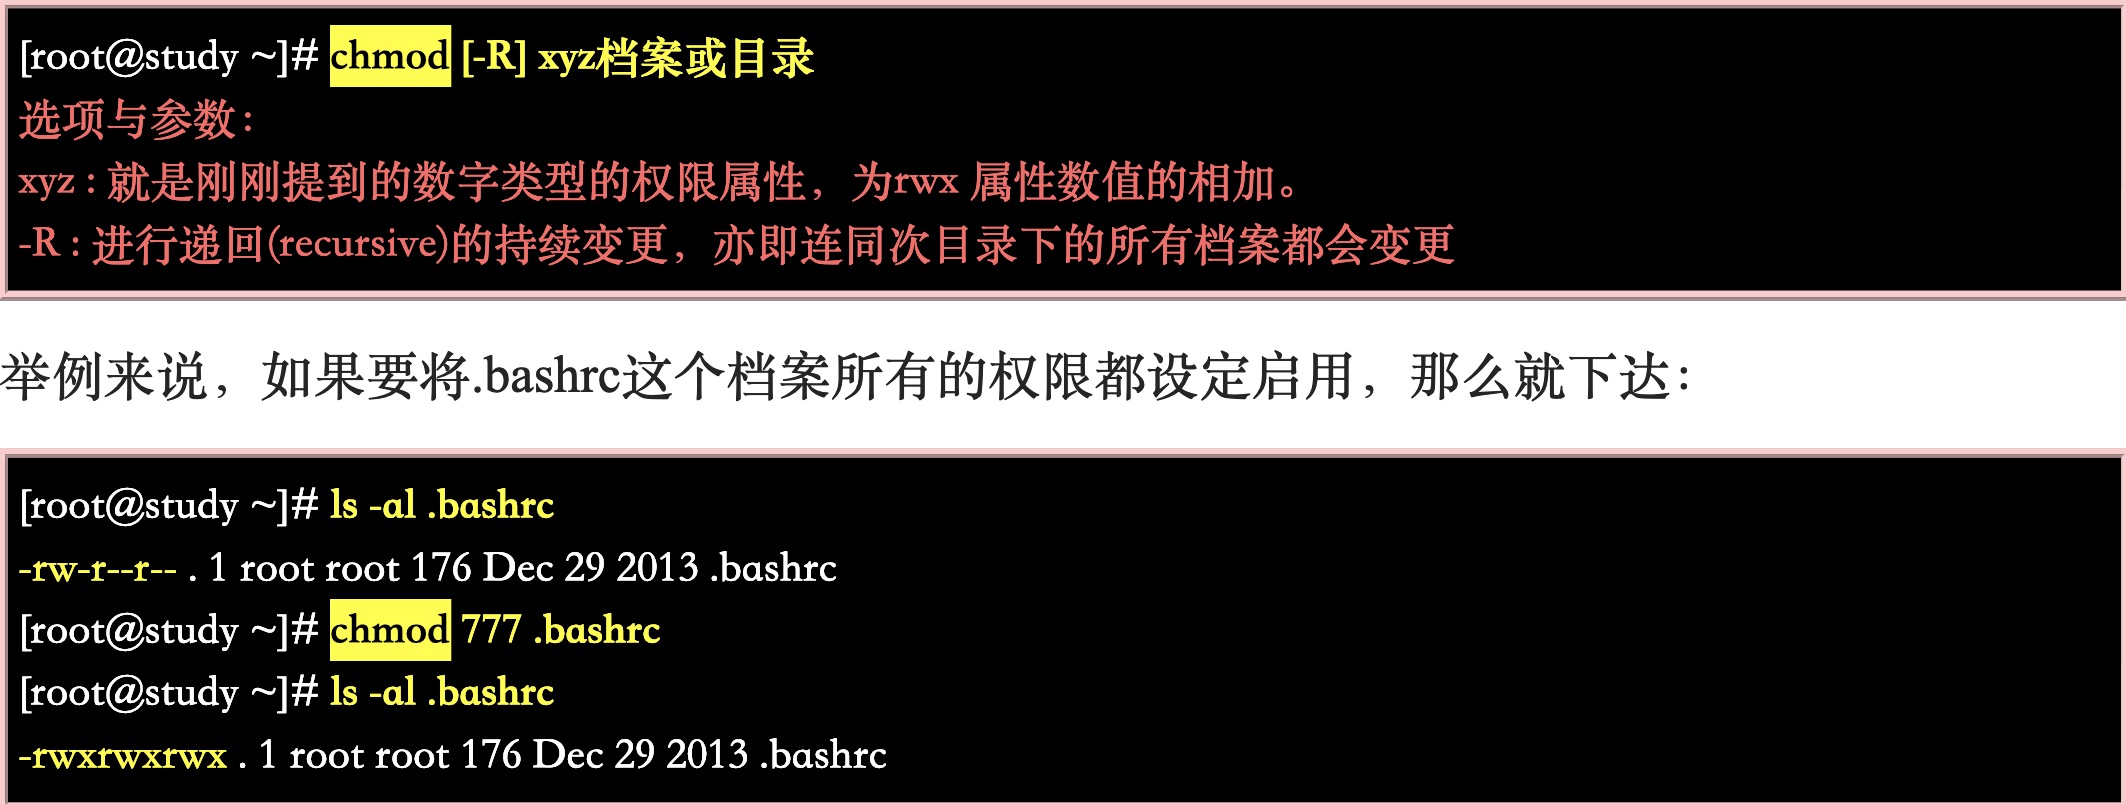 [root@study ~]# chmod [-R] xyz档案或目录
选项与参数：
xyz : 就是刚刚提到的数字类型的权限属性，为rwx 属性数值的相加。
-R : 进行递回(recursive)的持续变更，亦即连同次目录下的所有档案都会变更
举例来说，如果要将.bashrc这个档案所有的权限都设定启用，那么就下达：
[root@study ~]# ls -al .bashrc
-rw-r--r-- . 1 root root 176 Dec 29 2013 .bashrc
[root@study ~]# chmod 777 .bashrc
[root@study ~]# ls -al .bashrc
-rwxrwxrwx . 1 root root 176 Dec 29 2013 .bashrc